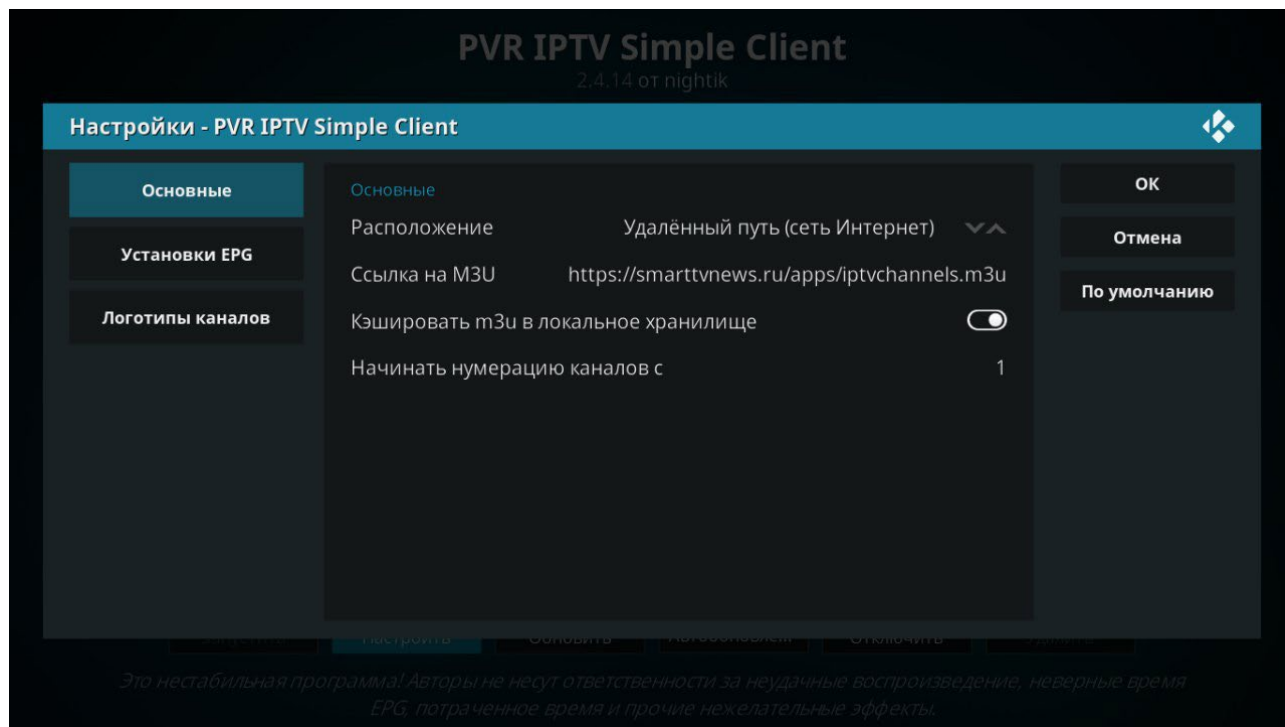 PVR IPTV Simple Client
2.4.14 от nightik
Настройки - PVR IPTV Simple Client
Основные
Установки EPG
Логотипы каналов
Основные
Расположение Удалённый путь (сеть Интернет)
Ссылка на M3U https://smarttvnews.ru/apps/iptvchannels.m3u
Кэшировать m3u в локальное хранилище
Начинать нумерацию каналов с 1
ОК
Отмена
По умолчанию
Настроить Обновить Автообновлем Отключить
Это нестабильная программа! Авторы не несут ответственности за неудачные воспроизведение, неверные время
EPG, потраченное время и прочие нежелательные эффекты.